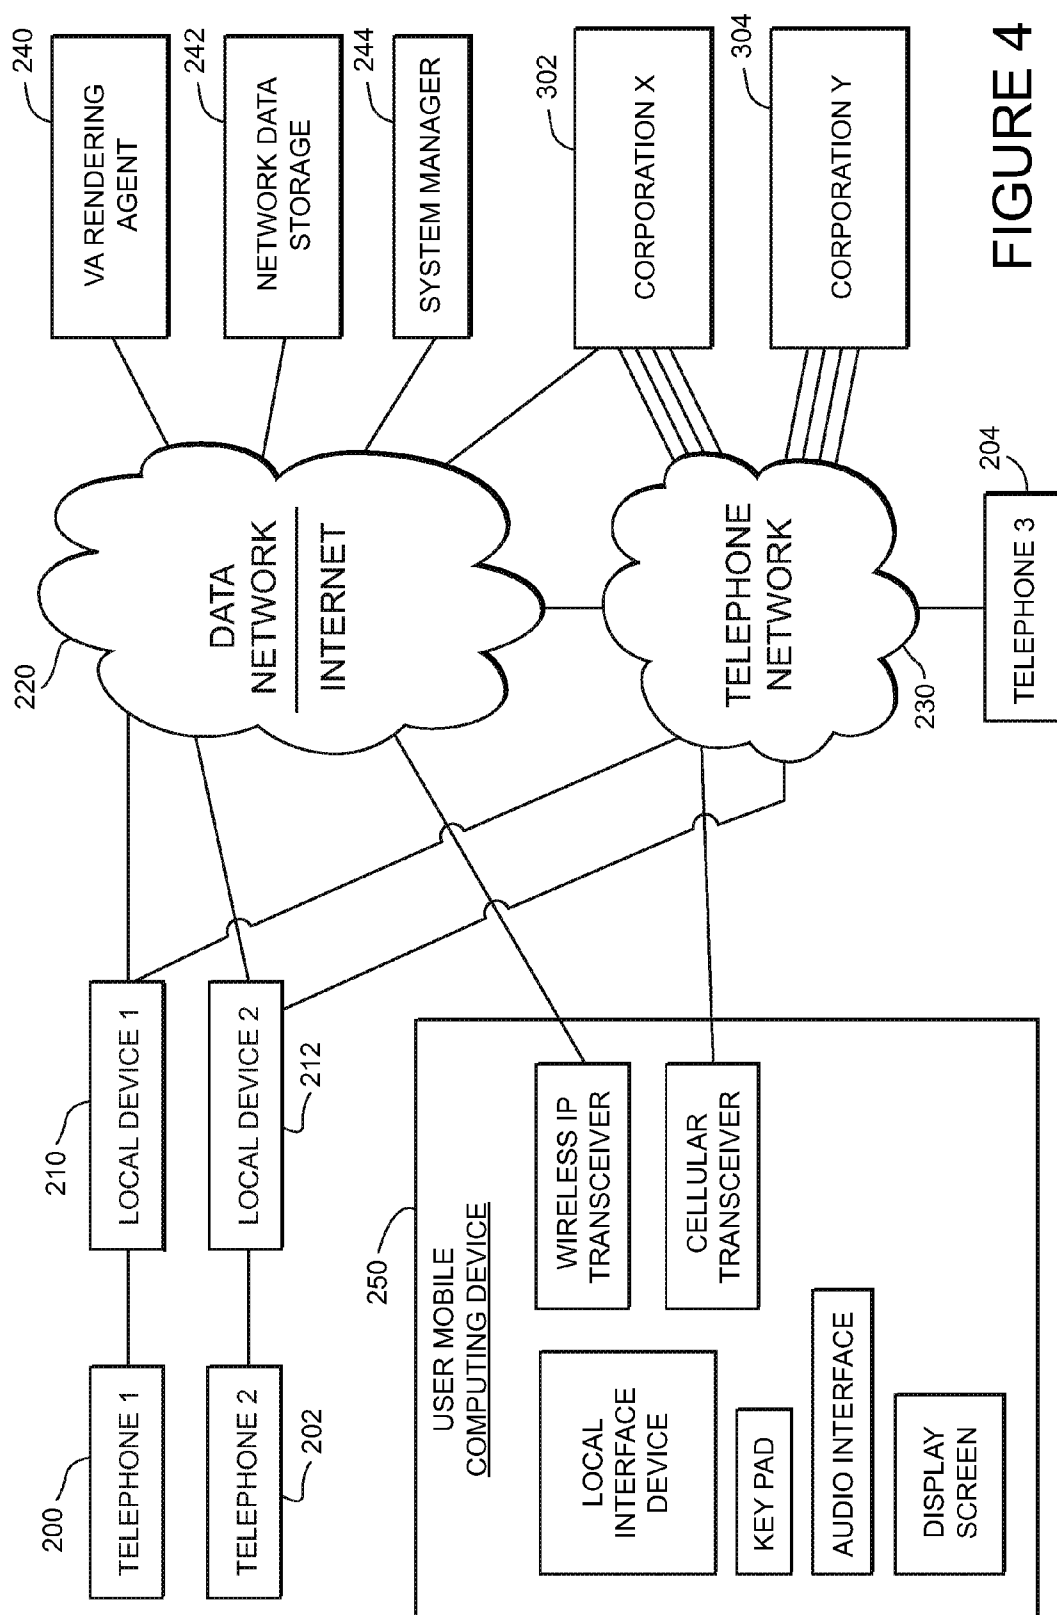 200
TELEPHONE 1
210
LOCAL DEVICE 1
220
DATA
NETWORK
INTERNET
240
VA RENDERING
AGENT
TELEPHONE 2
202
LOCAL DEVICE 2
212
242
NETWORK DATA
STORAGE
244
SYSTEM MANAGER
250
USER MOBILE
COMPUTING DEVICE
LOCAL
INTERFACE
DEVICE
WIRELESS IP
TRANSCEIVER
CELLULAR
TRANSCEIVER
KEY PAD
AUDIO INTERFACE
DISPLAY
SCREEN
TELEPHONE
NETWORK
230
302
CORPORATION X
304
CORPORATION Y
TELEPHONE 3
204
FIGURE 4